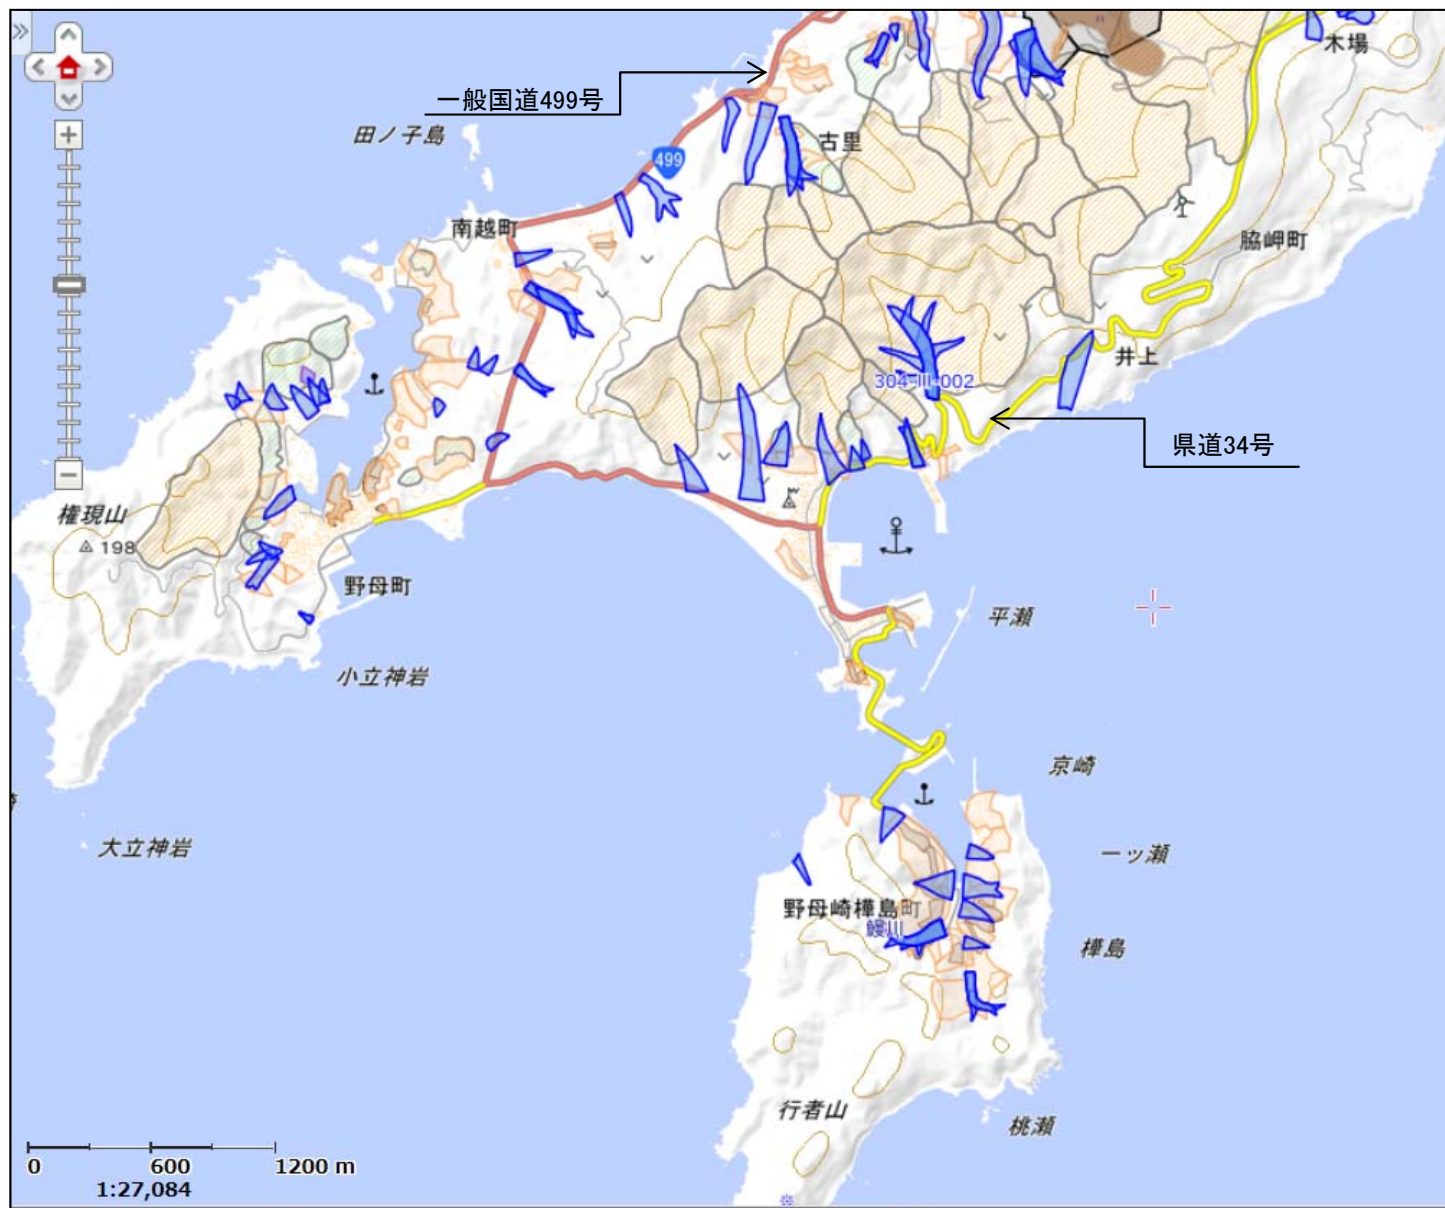 »
木場
一般国道499号
田ノ子島
古里
499
南越町
脇岬町
井上
304-III-002
県道34号
権現山
198
野母町
平瀬
小立神岩
京崎
大立神岩
一ッ瀬
野母崎樺島町
鰻川
樺島
行者山
桃瀬
0 600 1200 m
1:27,084